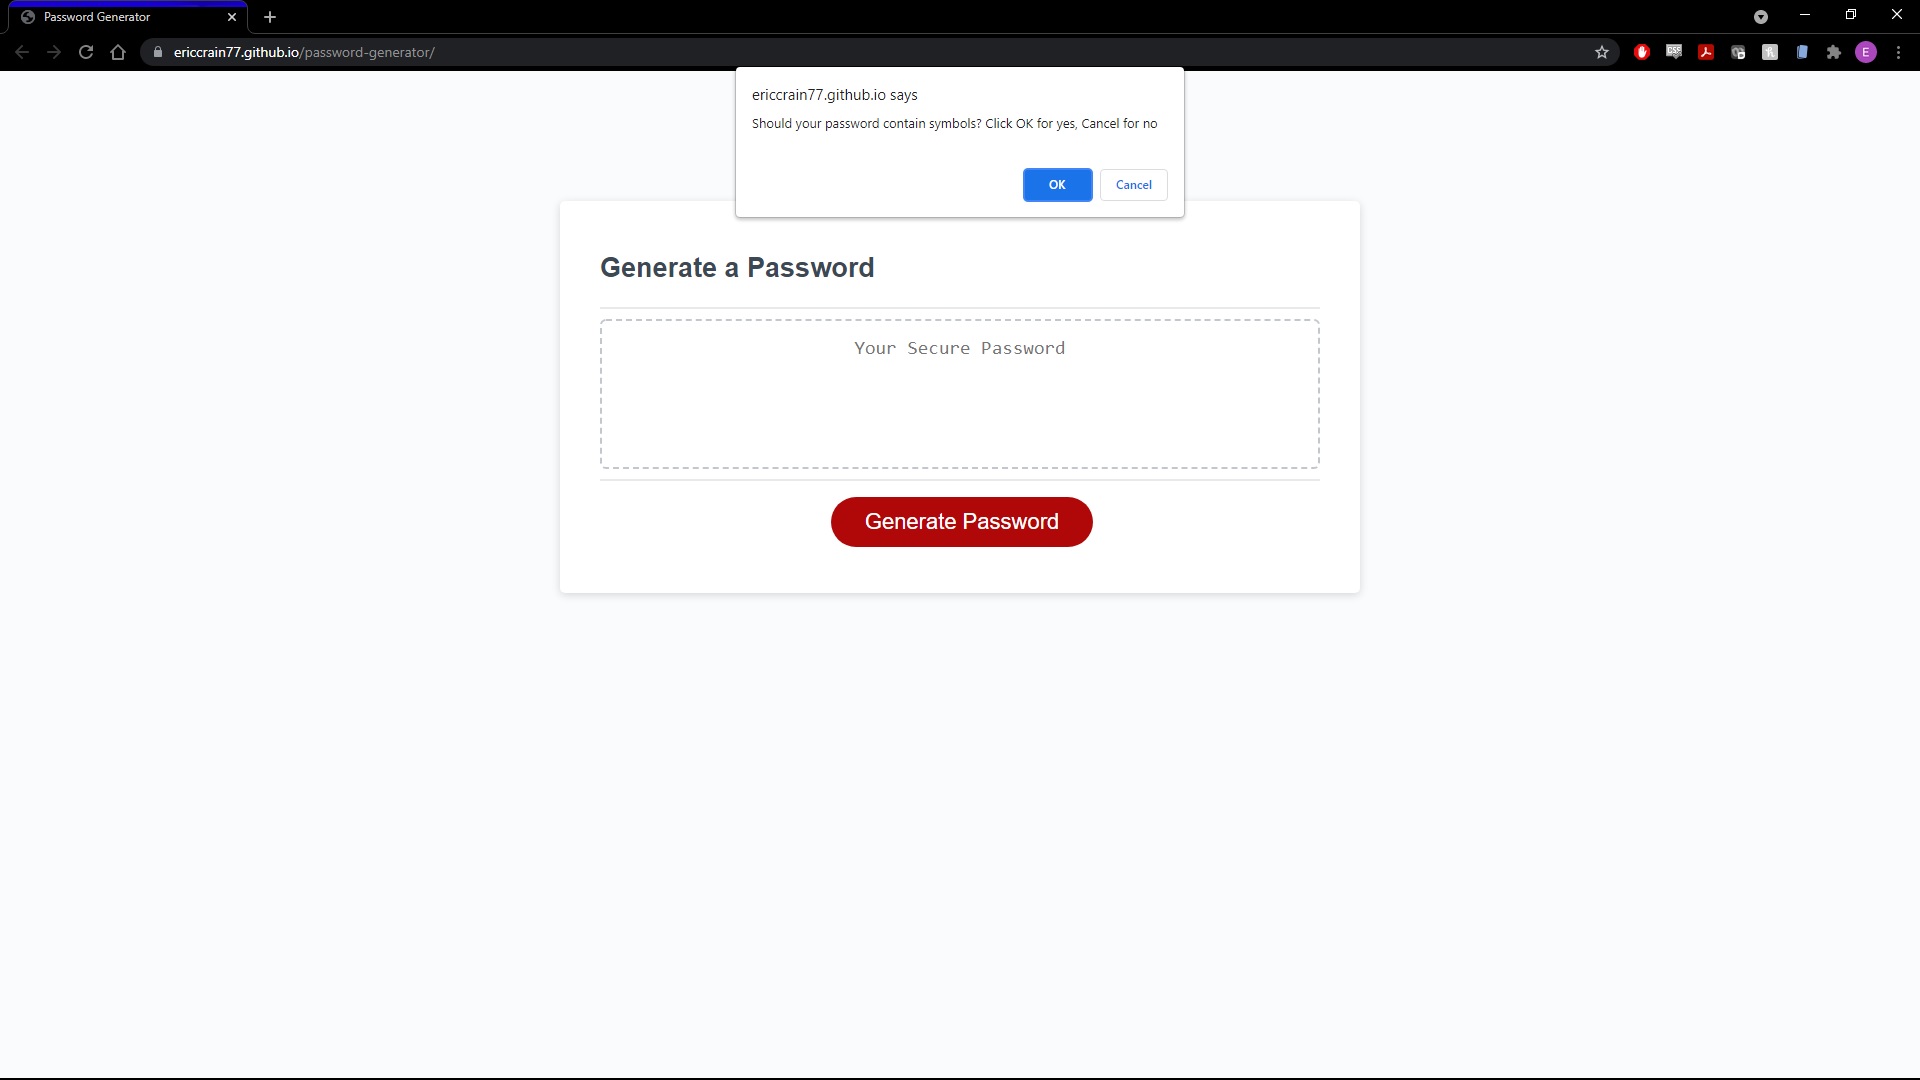 Password Generator
ericcrain77.github.io/password-generator/
E
ericcrain77.github.io says
Should your password contain symbols? Click OK for yes, Cancel for no
OK Cancel
Generate a Password
Your Secure Password
Generate Password